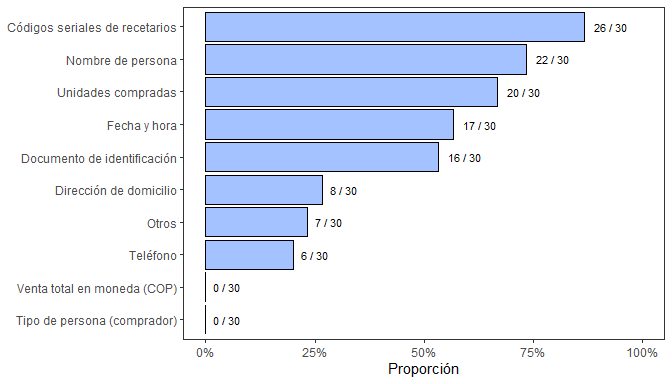 Códigos seriales de recetarios 26 / 30
Nombre de persona 22 / 30
Unidades compradas 20 / 30
Fecha y hora 17 / 30
Documento de identificación 16 / 30
Dirección de domicilio 8 / 30
Otros 7 / 30
Teléfono 6 / 30
Venta total en moneda (COP) 0 / 30
Tipo de persona (comprador) 0 / 30
0% 25% 50% 75% 100%
Proporción